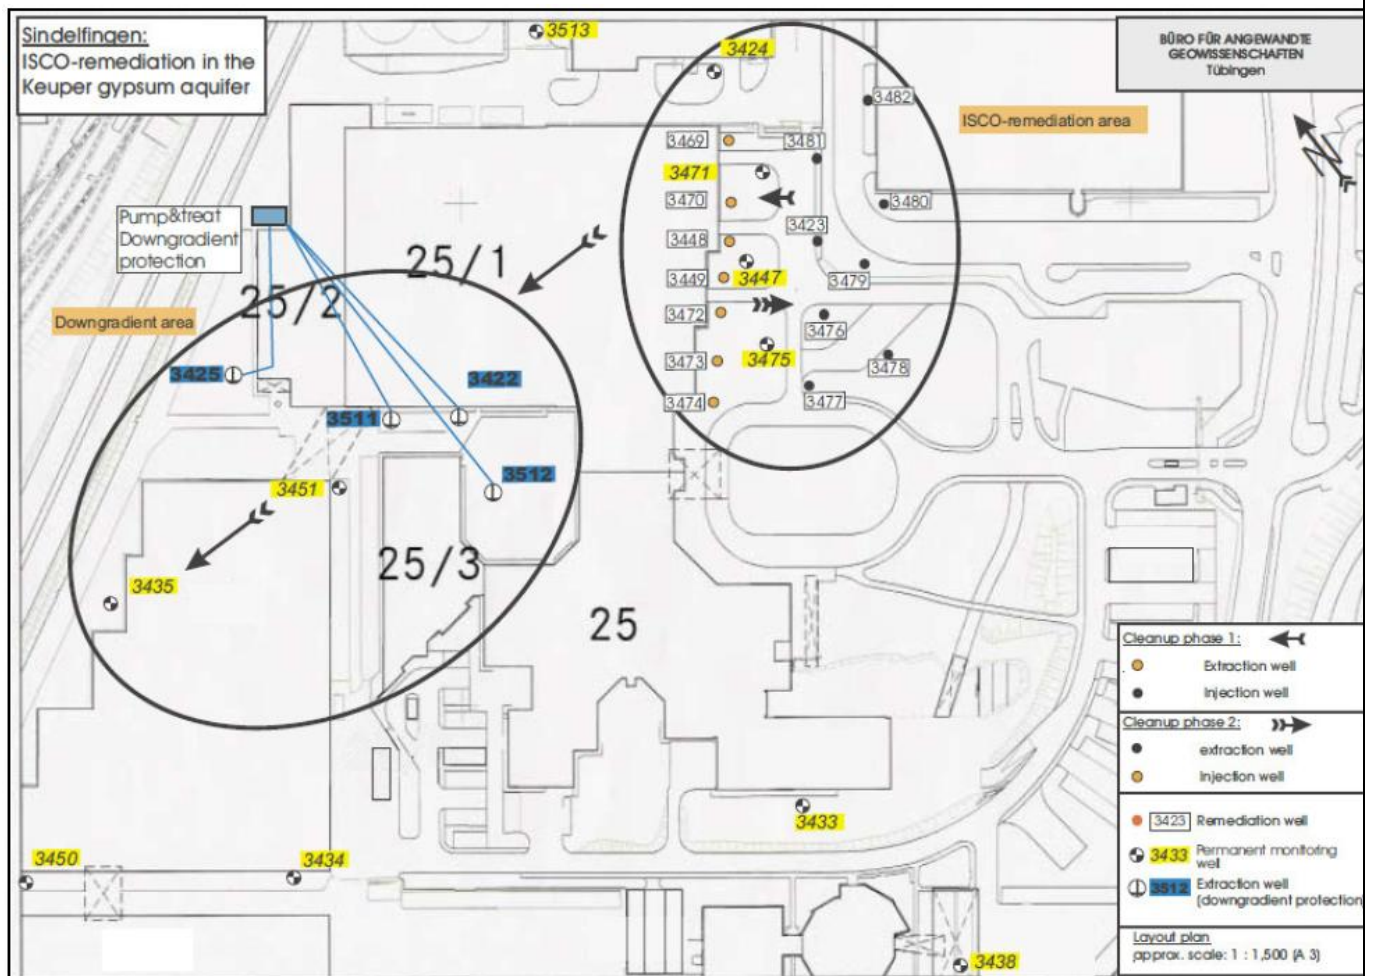 Sindelfingen:
ISCO-remediation in the
Keuper gypsum aquifer
3513
3424
BÜRO FÜR ANGEWANDTE
GEOWISSENSCHAFTEN
Tübingen
3482
ISCO-remediation area
3469
3481
3471
3470
3480
Pump&treat
Downgradient
protection
3448
3423
25/1
3449
3447
3479
25/2
Downgradient area
3472
3476
3473
3475
3478
3425
3422
3474
3477
3511
3512
3451
25/3
3435
25
Cleanup phase 1:
Extraction well
Injection well
Cleanup phase 2:
extraction well
Injection well
3423 Remediation well
3433 Permanent monitoring
well
3512 Extraction well
(downgradient protection
Layout plan
approx. scale: 1 : 1,500 (A 3)
3433
3450
3434
3438